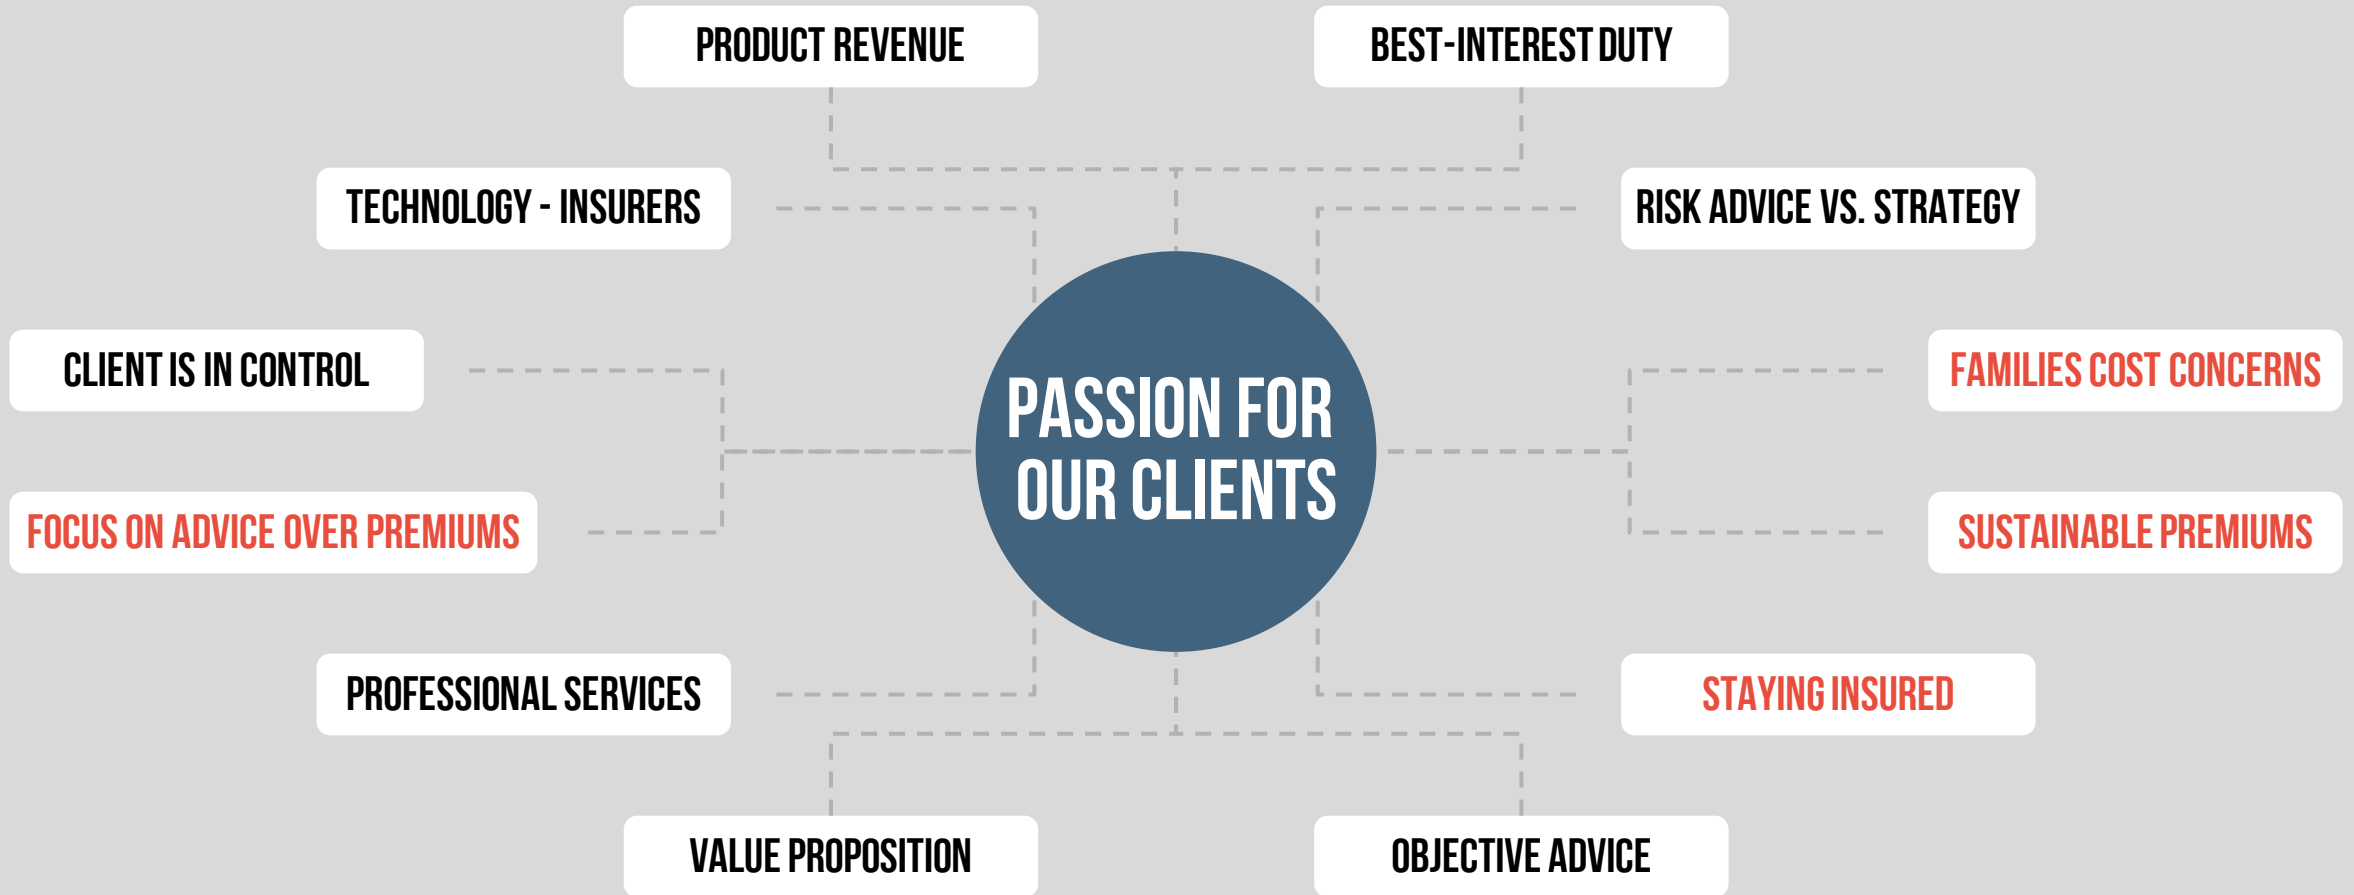 PRODUCT REVENUE
BEST-INTEREST DUTY
TECHNOLOGY - INSURERS
RISK ADVICE VS. STRATEGY
CLIENT IS IN CONTROL
FAMILIES COST CONCERNS
PASSION FOR
OUR CLIENTS
FOCUS ON ADVICE OVER PREMIUMS
SUSTAINABLE PREMIUMS
PROFESSIONAL SERVICES
STAYING INSURED
VALUE PROPOSITION
OBJECTIVE ADVICE